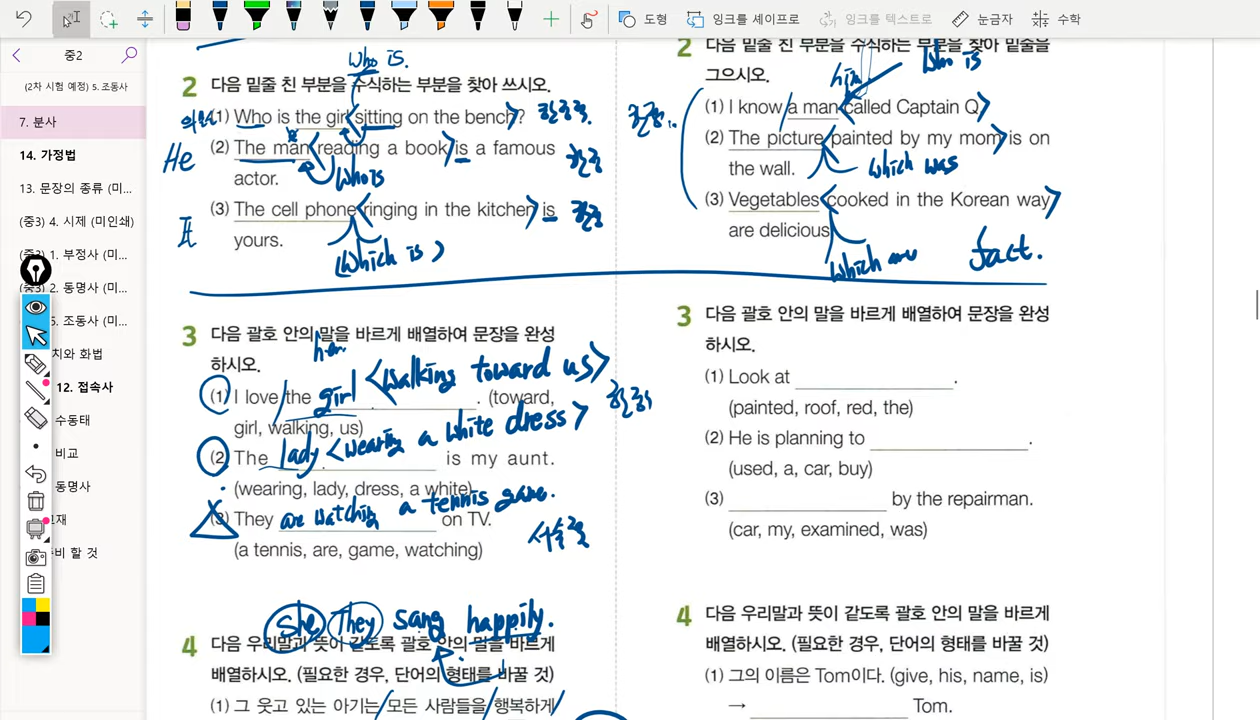 도형
잉크를 셰이프로
잉크를 텍스트로
눈금자
수학
중2
(2차 시험 예정) 5. 조동사
7. 분사
14. 가정법
13. 문장의 종류 (미...
(중3) 4. 시제 (미인쇄)
(중3) 1. 부정사 (미...
(중3) 2. 동명사 (미...
5. 조동사 (미...
치와 화법
12. 접속사
수동태
비교
동명사
비 할 것
who is.
2 다음 밑줄 친 부분을 수식하는 부분을 찾아 쓰시오.
(1) Who is the girl sitting on the bench?
He
(2) The man reading a book is a famous
actor.
who is
(3) The cell phone ringing in the kitchen is
It
yours.
(which is)
3 다음 괄호 안의 말을 바르게 배열하여 문장을 완성
하시오.
her
<walking toward us>
(1) I love the girl. (toward,
girl, walking, us)
(2) The lady <wearing a white dress> is my aunt.
(wearing, lady, dress, a white)
(3) They are watching a tennis game. on TV.
서술문
(a tennis, are, game, watching)
She They sang happily.
4 다음 우리말과 뜻이 같도록 괄호 안의 말을 바르게
배열하시오. (필요한 경우, 단어의 형태를 바꿀 것)
(1) 그 웃고 있는 아기는 모든 사람들을 행복하게
2 다음 밑줄 친 부분을 수식하는 부분을 찾아 밑줄을
그으시오.
him
who is
(1) I know a man called Captain Q.
(2) The picture painted by my mom is on
the wall.
which was
(3) Vegetables cooked in the Korean way
are delicious.
which are
fact.
3 다음 괄호 안의 말을 바르게 배열하여 문장을 완성
하시오.
(1) Look at .
(painted, roof, red, the)
(2) He is planning to .
(used, a, car, buy)
(3) by the repairman.
(car, my, examined, was)
4 다음 우리말과 뜻이 같도록 괄호 안의 말을 바르게
배열하시오. (필요한 경우, 단어의 형태를 바꿀 것)
(1) 그의 이름은 Tom이다. (give, his, name, is)
→ Tom.